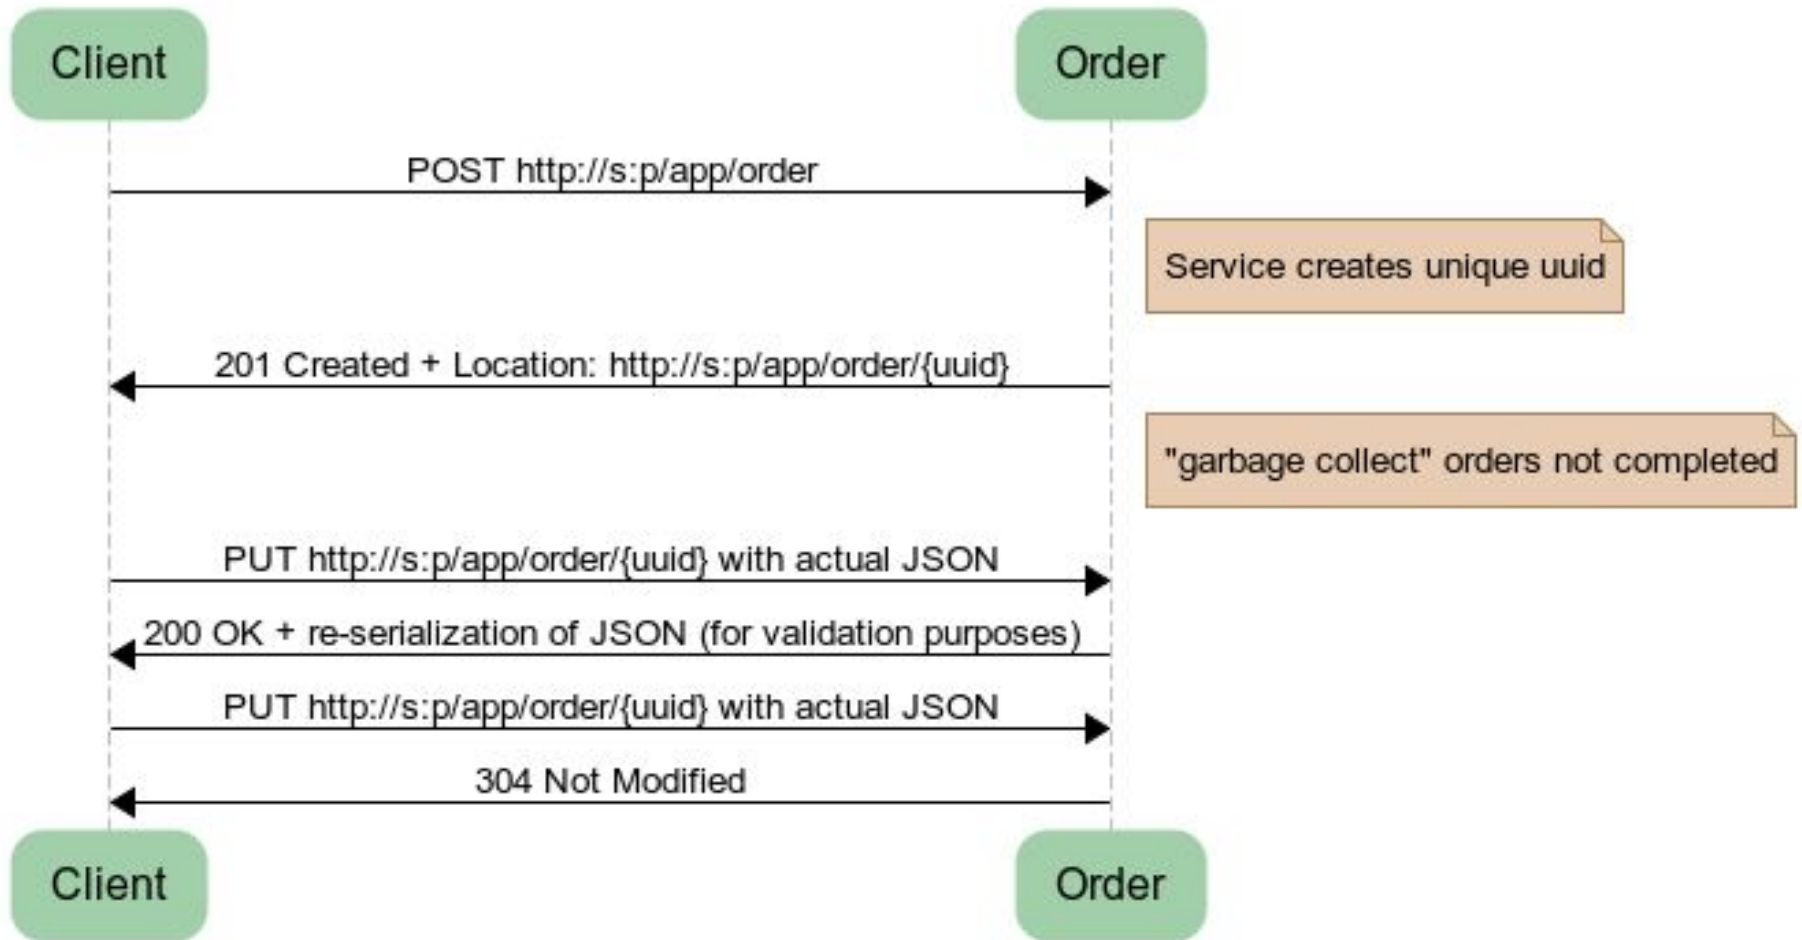 Client
Order
POST http://s:p/app/order
Service creates unique uuid
201 Created + Location: http://s:p/app/order/{uuid}
"garbage collect" orders not completed
PUT http://s:p/app/order/{uuid} with actual JSON
200 OK + re-serialization of JSON (for validation purposes)
PUT http://s:p/app/order/{uuid} with actual JSON
304 Not Modified
Client
Order